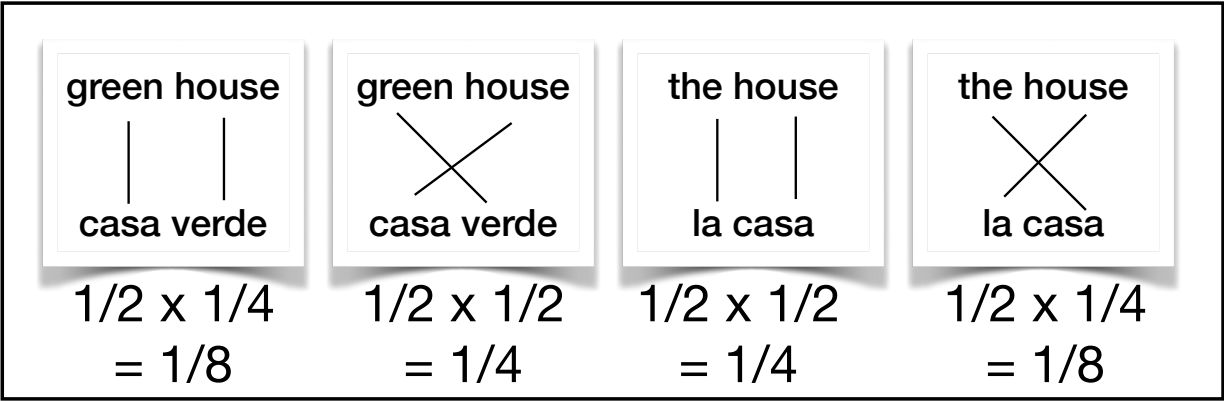 green house
casa verde
1/2 x 1/4
= 1/8
green house
casa verde
1/2 x 1/2
= 1/4
the house
la casa
1/2 x 1/2
= 1/4
the house
la casa
1/2 x 1/4
= 1/8